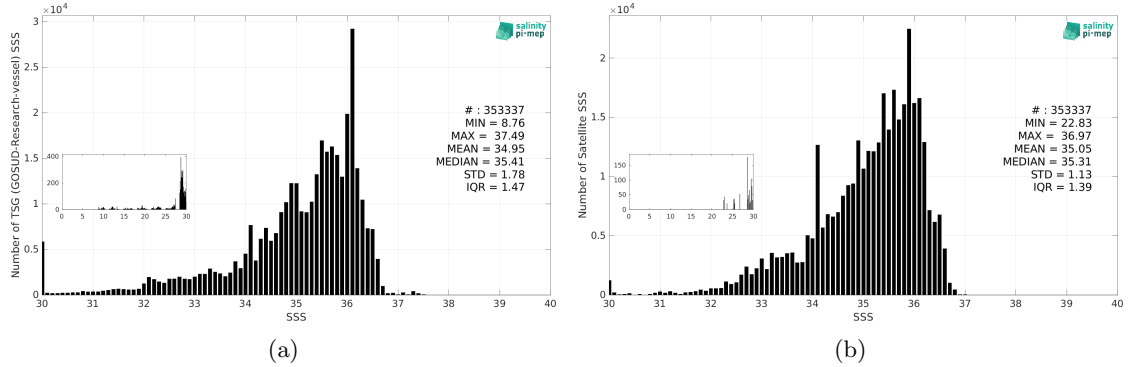 ×10⁴
3
2.5
2
1.5
1
0.5
0
Number of TSG (GOSUD-Research-vessel) SSS
salinity
pi-mep
# : 353337
MIN = 8.76
MAX = 37.49
MEAN = 34.95
MEDIAN = 35.41
STD = 1.78
IQR = 1.47
400
200
0
0 5 10 15 20 25 30
30 31 32 33 34 35 36 37 38 39 40
SSS
(a)
×10⁴
2
1.5
1
0.5
0
Number of Satellite SSS
salinity
pi-mep
# : 353337
MIN = 22.83
MAX = 36.97
MEAN = 35.05
MEDIAN = 35.31
STD = 1.13
IQR = 1.39
150
100
50
0
0 5 10 15 20 25 30
30 31 32 33 34 35 36 37 38 39 40
SSS
(b)